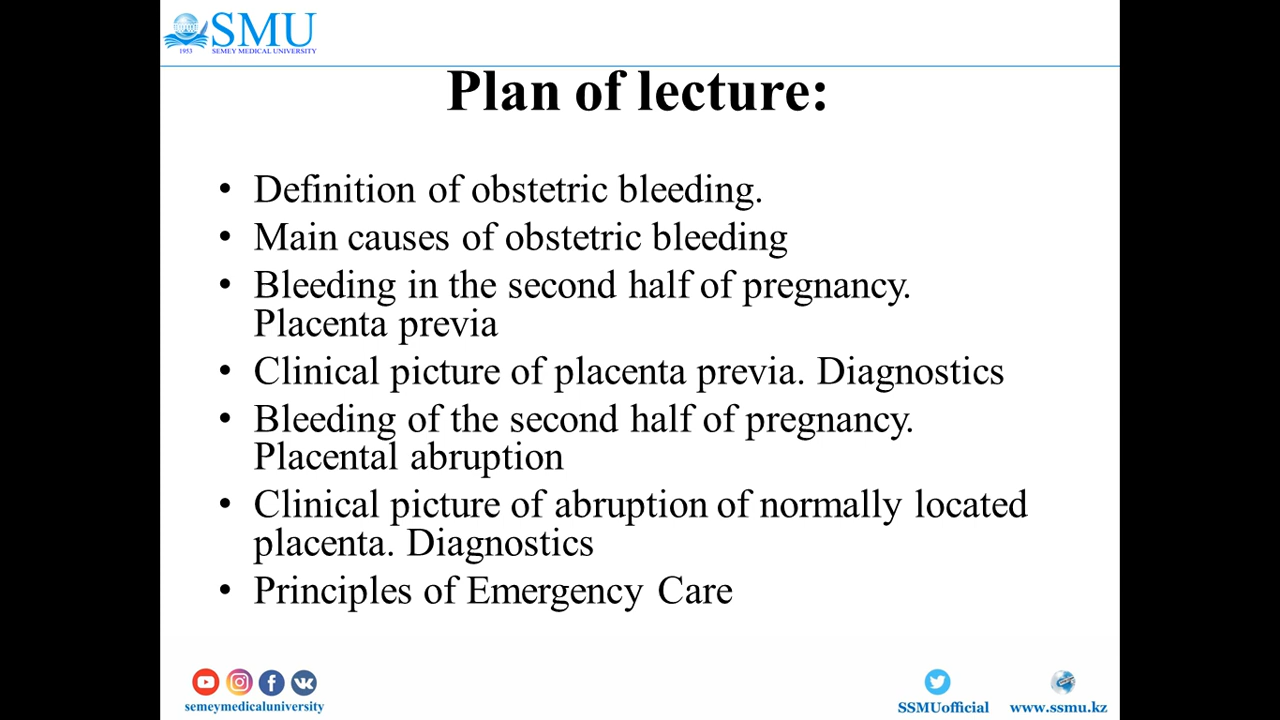 SMU
1953 SEMEY MEDICAL UNIVERSITY
Plan of lecture:
• Definition of obstetric bleeding.
• Main causes of obstetric bleeding
• Bleeding in the second half of pregnancy.
Placenta previa
• Clinical picture of placenta previa. Diagnostics
• Bleeding of the second half of pregnancy.
Placental abruption
• Clinical picture of abruption of normally located
placenta. Diagnostics
• Principles of Emergency Care
semeymedicaluniversity
SSMUofficial
www.ssmu.kz